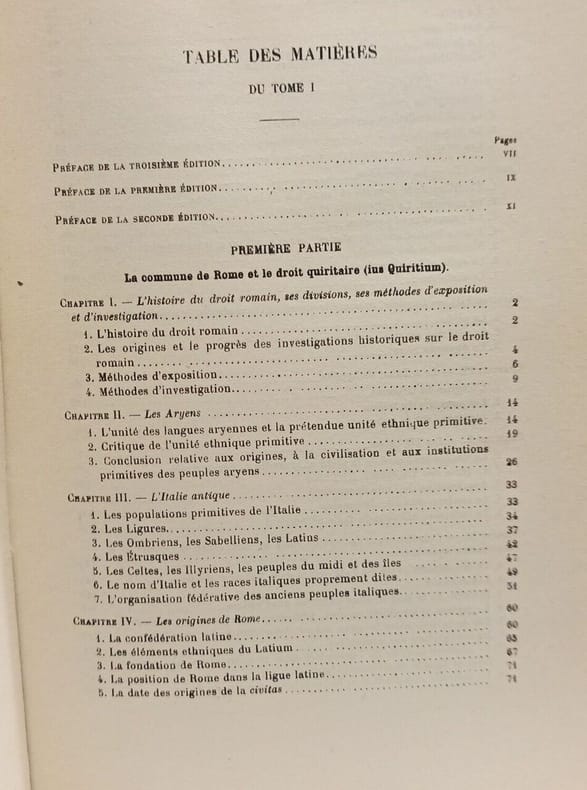 TABLE DES MATIÈRES
DU TOME I
Pages
PRÉFACE DE LA TROISIÈME ÉDITION. VII
PRÉFACE DE LA PREMIÈRE ÉDITION. IX
PRÉFACE DE LA SECONDE ÉDITION. XI
PREMIÈRE PARTIE
La commune de Rome et le droit quiritaire (ius Quiritium).
CHAPITRE I. — L'histoire du droit romain, ses divisions, ses méthodes d'exposition
et d'investigation. 2
1. L'histoire du droit romain 2
2. Les origines et le progrès des investigations historiques sur le droit
romain 4
3. Méthodes d'exposition. 6
4. Méthodes d'investigation. 9
CHAPITRE II. — Les Aryens 14
1. L'unité des langues aryennes et la prétendue unité ethnique primitive. 14
2. Critique de l'unité ethnique primitive 19
3. Conclusion relative aux origines, à la civilisation et aux institutions
primitives des peuples aryens 26
CHAPITRE III. — L'Italie antique 33
1. Les populations primitives de l'Italie 33
2. Les Ligures. 34
3. Les Ombriens, les Sabelliens, les Latins 37
4. Les Étrusques 42
5. Les Celtes, les Illyriens, les peuples du midi et des îles 47
6. Le nom d'Italie et les races italiques proprement dites. 49
7. L'organisation fédérative des anciens peuples italiques. 51
CHAPITRE IV. — Les origines de Rome. 60
1. La confédération latine. 60
2. Les éléments ethniques du Latium 65
3. La fondation de Rome. 67
4. La position de Rome dans la ligue latine. 71
5. La date des origines de la civitas 74